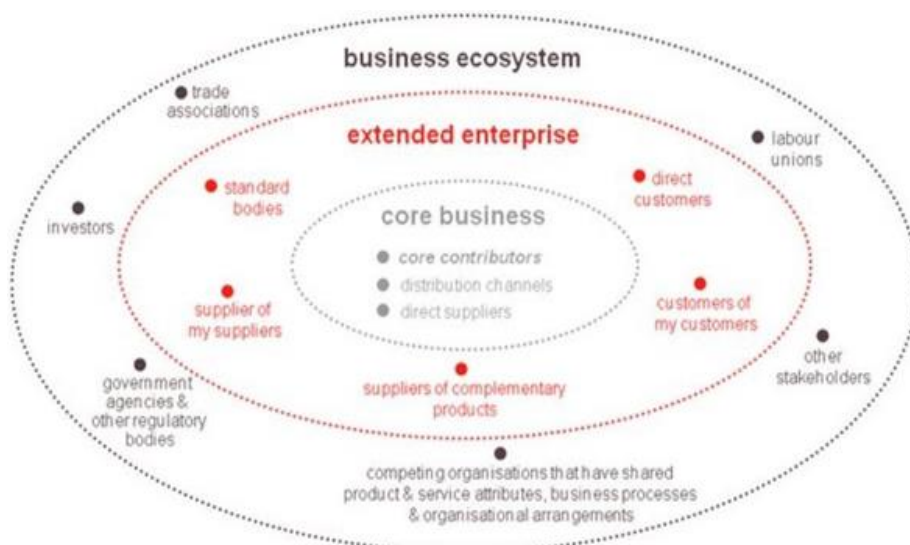 business ecosystem
trade
associations
labour
unions
extended enterprise
standard
bodies
direct
customers
investors
core business
core contributors
distribution channels
direct suppliers
supplier of
my suppliers
customers of
my customers
other
stakeholders
government
agencies &
other regulatory
bodies
suppliers of complementary
products
competing organisations that have shared
product & service attributes, business processes
& organisational arrangements